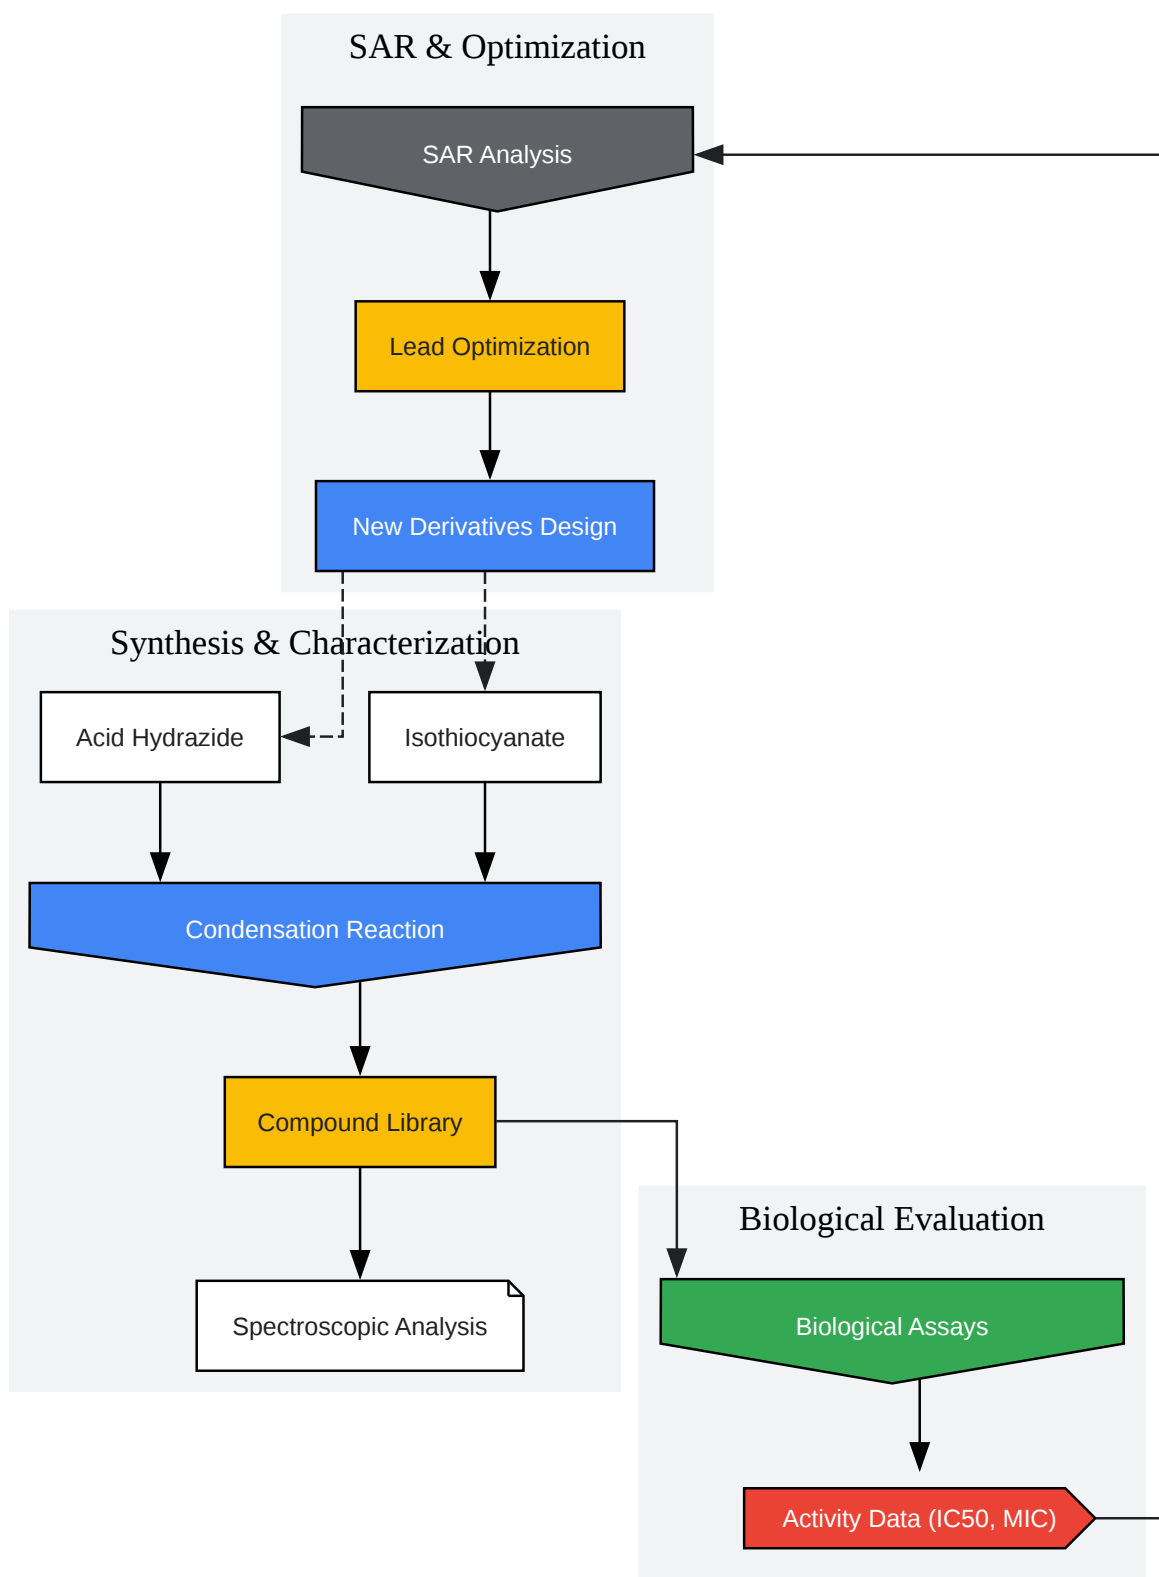 SAR & Optimization
SAR Analysis
Lead Optimization
New Derivatives Design
Synthesis & Characterization
Acid Hydrazide
Isothiocyanate
Condensation Reaction
Compound Library
Spectroscopic Analysis
Biological Evaluation
Biological Assays
Activity Data (IC50, MIC)